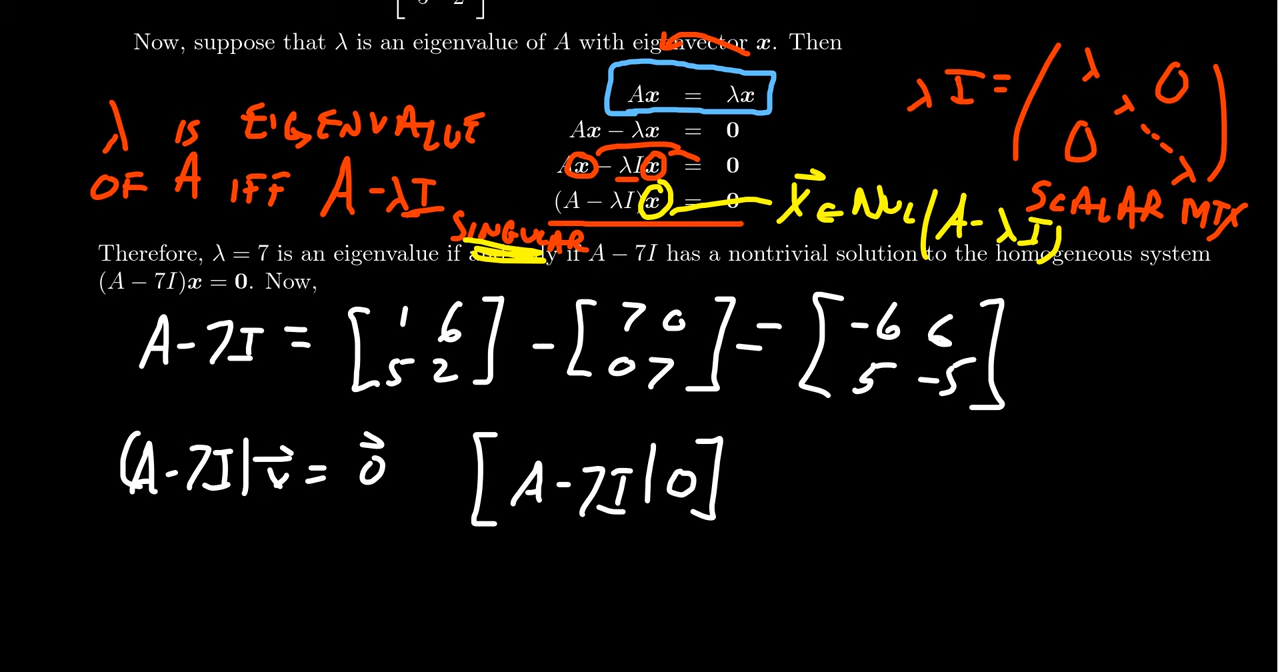 5 2
Now, suppose that λ is an eigenvalue of A with eigenvector x. Then
Ax = λx
Ax − λx = 0
Ax − λIx = 0
(A − λI)x = 0
λ IS EIGENVALUE
OF A IFF A - λI
SINGULAR
λI = ( λ 0
λ
0 λ )
SCALAR MTX
x⃗ ∈ NUL(A - λI)
Therefore, λ = 7 is an eigenvalue if and only if A − 7I has a nontrivial solution to the homogeneous system
(A − 7I)x = 0. Now,
A - 7I = [ 1 6 ] - [ 7 0 ] = [ -6 6 ]
[ 5 2 ] [ 0 7 ] [ 5 -5 ]
(A - 7I|v⃗ = 0⃗ [ A - 7I | 0 ]